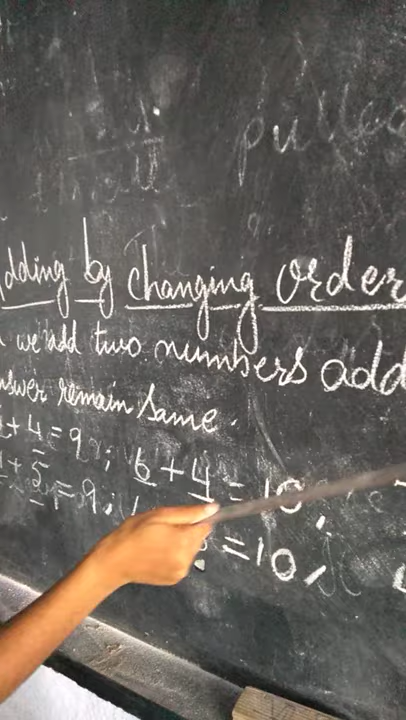 pulled
dding by changing order
we add two numbers add
nswer remain same.
+ 4 = 9 ; 6 + 4 = 10 ;
+ 5 = 9 ; = 10 ;